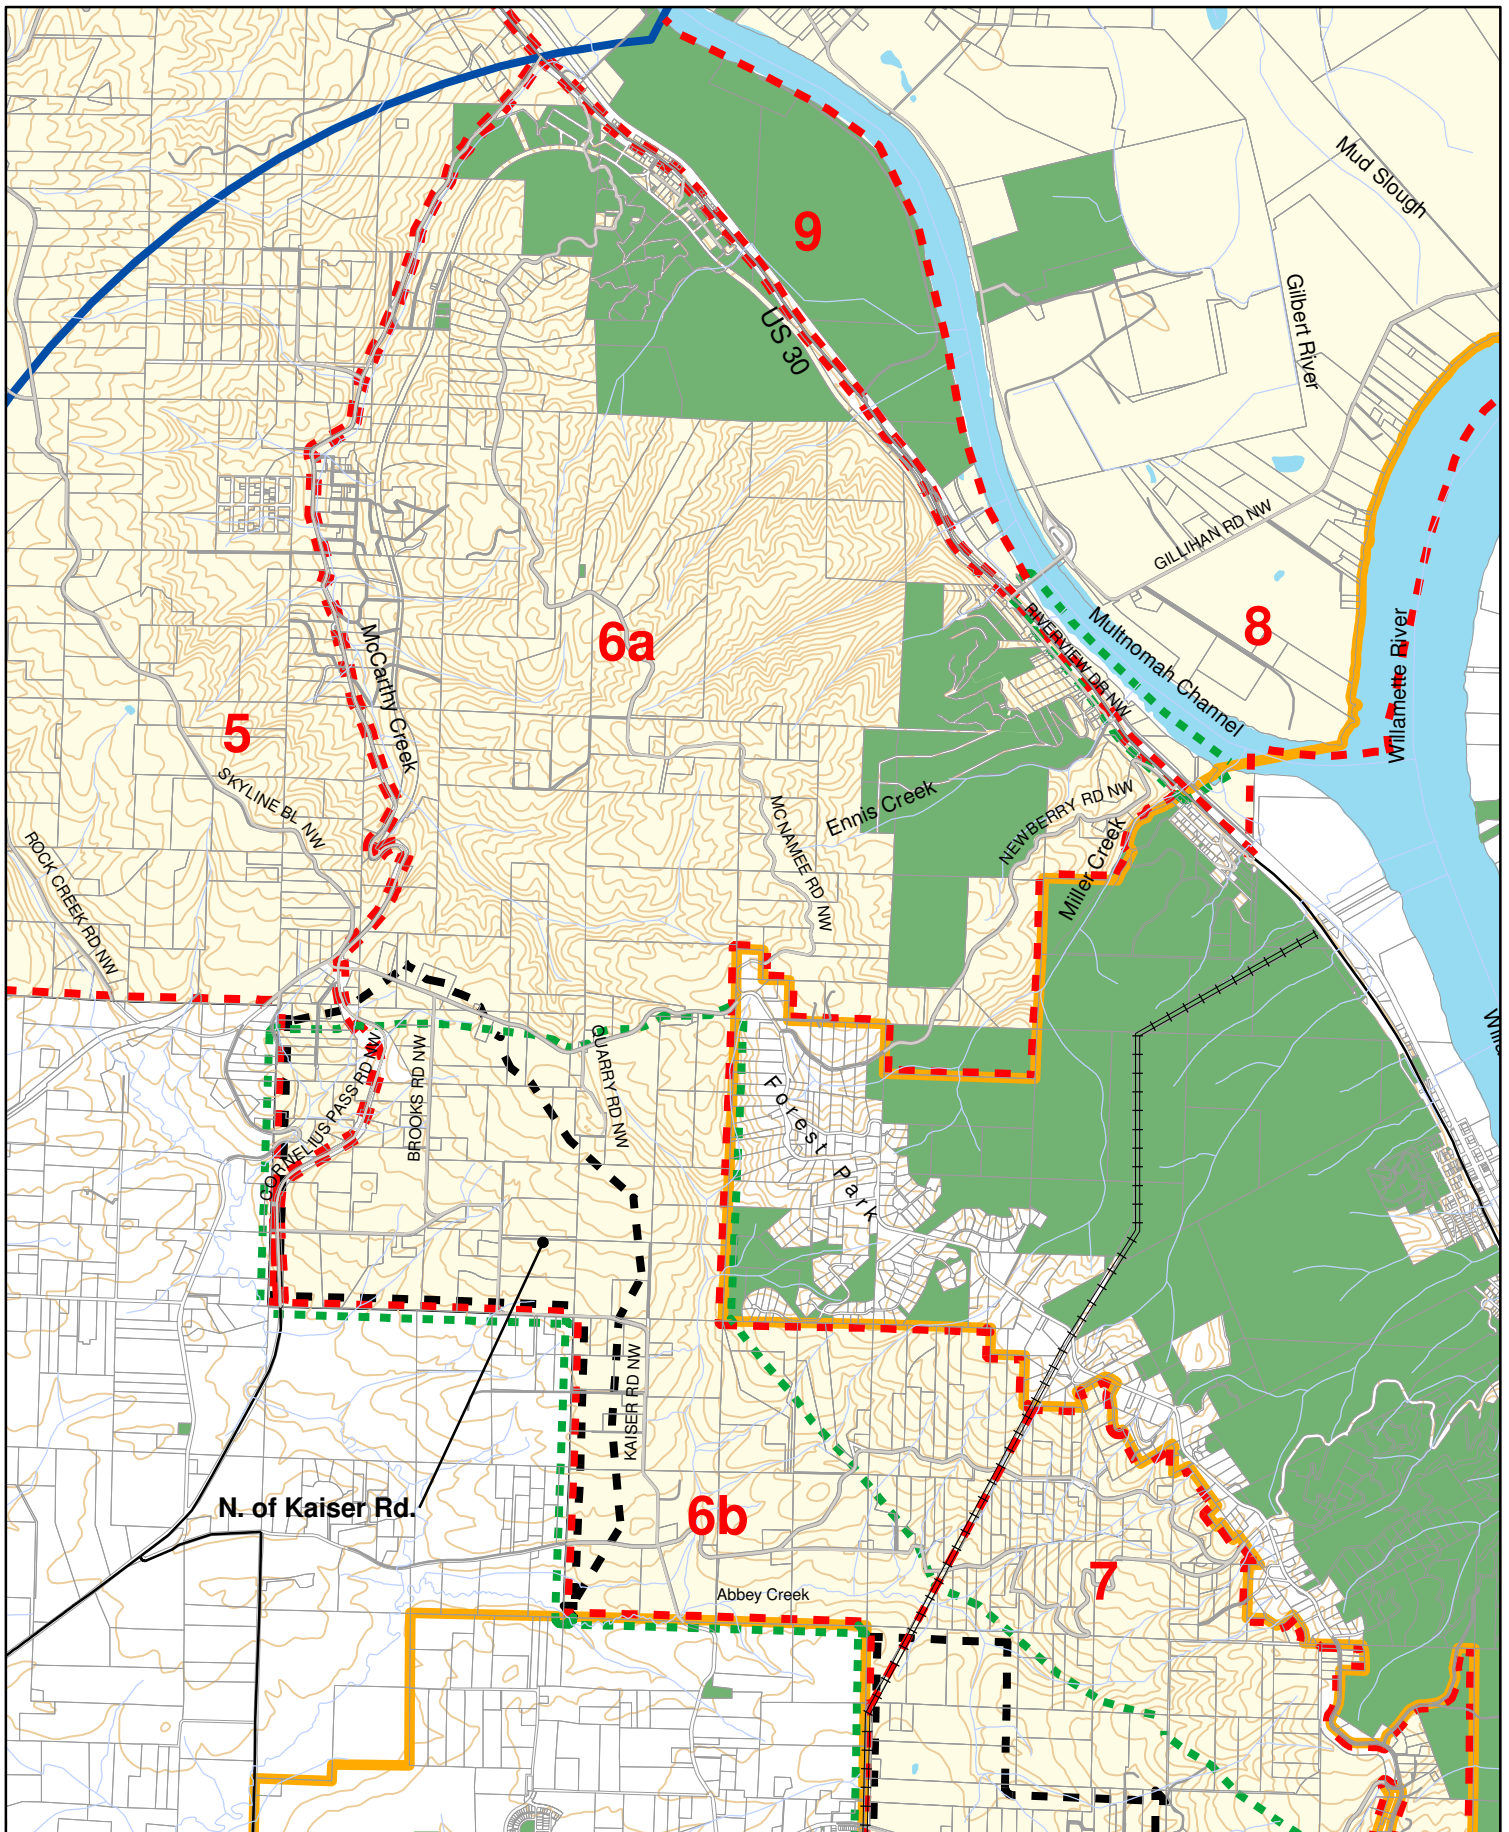 Mud Slough
9
Gilbert River
US 30
GILLIHAN RD NW
8
RIVERVIEW DR NW
Multnomah Channel
Willamette River
6a
McCarthy Creek
5
SKYLINE BL NW
MC NAMEE RD NW
Ennis Creek
NEWBERRY RD NW
Miller Creek
ROCK CREEK RD NW
CORNELIUS PASS RD NW
BROOKS RD NW
QUARRY RD NW
Forest Park
KAISER RD NW
N. of Kaiser Rd.
6b
7
Abbey Creek